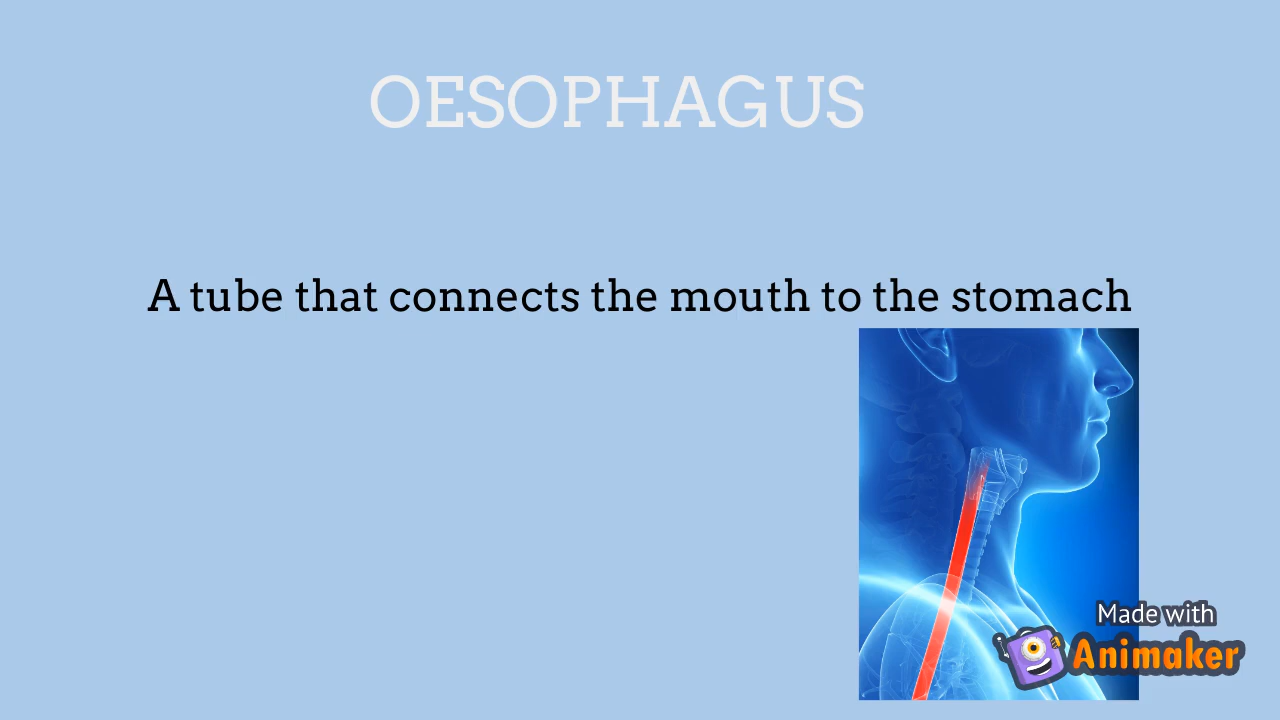 OESOPHAGUS
A tube that connects the mouth to the stomach
Made with
Animaker